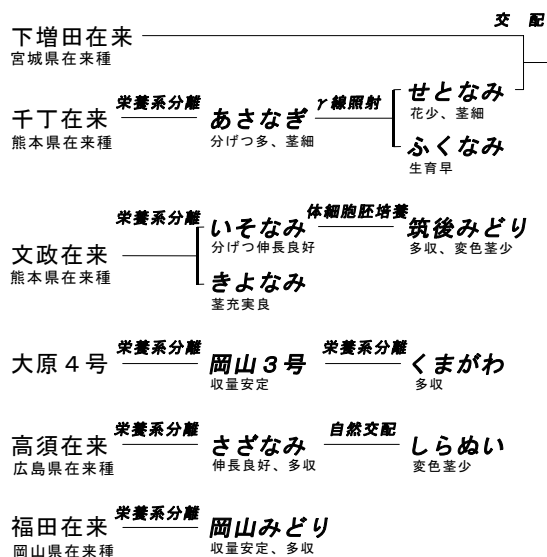 交　配
下増田在来
宮城県在来種
千丁在来
熊本県在来種
栄養系分離
あさなぎ
分げつ多、茎細
γ線照射
せとなみ
花少、茎細
ふくなみ
生育早
文政在来
熊本県在来種
栄養系分離
いそなみ
分げつ伸長良好
体細胞胚培養
筑後みどり
多収、変色茎少
きよなみ
茎充実良
大原４号
栄養系分離
岡山３号
収量安定
栄養系分離
くまがわ
多収
高須在来
広島県在来種
栄養系分離
さざなみ
伸長良好、多収
自然交配
しらぬい
変色茎少
福田在来
岡山県在来種
栄養系分離
岡山みどり
収量安定、多収